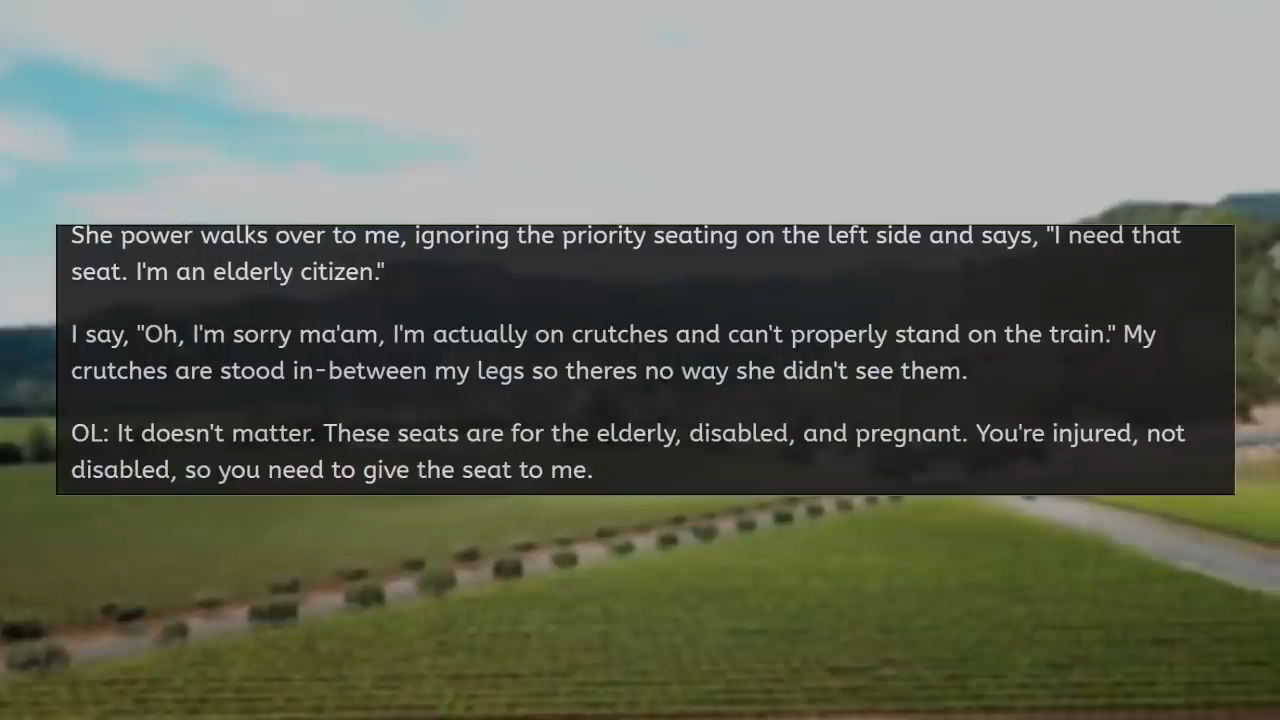 She power walks over to me, ignoring the priority seating on the left side and says, "I need that
seat. I'm an elderly citizen."
I say, "Oh, I'm sorry ma'am, I'm actually on crutches and can't properly stand on the train." My
crutches are stood in-between my legs so theres no way she didn't see them.
OL: It doesn't matter. These seats are for the elderly, disabled, and pregnant. You're injured, not
disabled, so you need to give the seat to me.